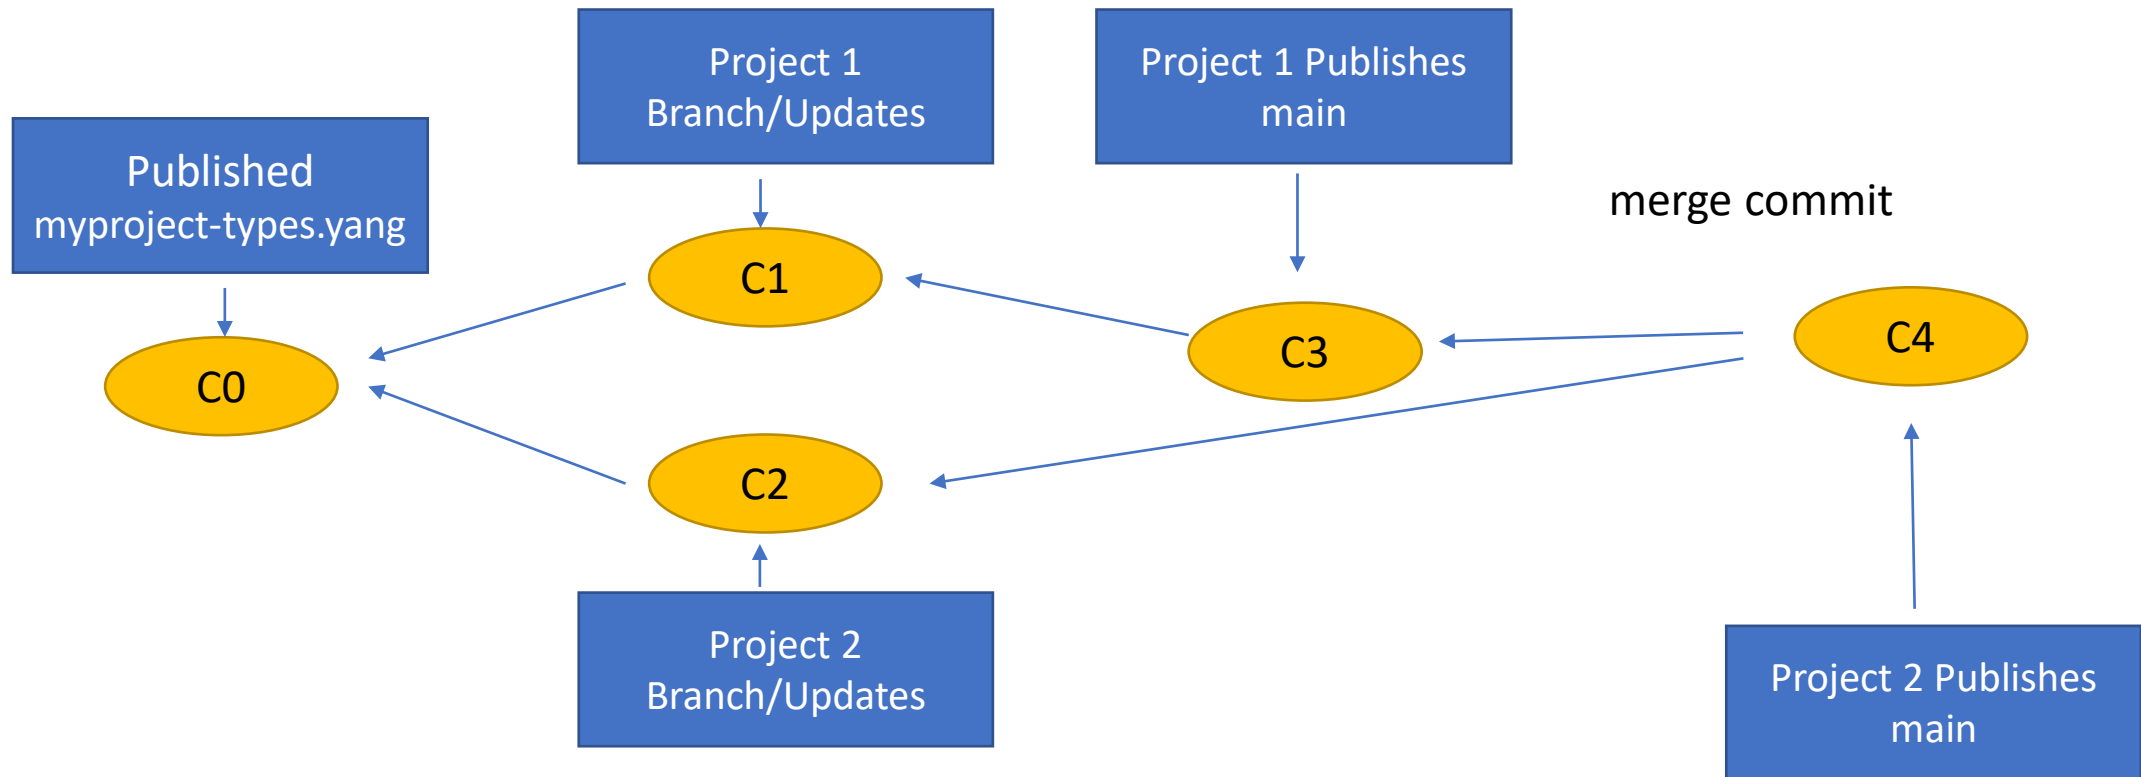 Project 1
Branch/Updates
Project 1 Publishes
main
Published
myproject-types.yang
merge commit
C1
C3
C4
C0
C2
Project 2
Branch/Updates
Project 2 Publishes
main